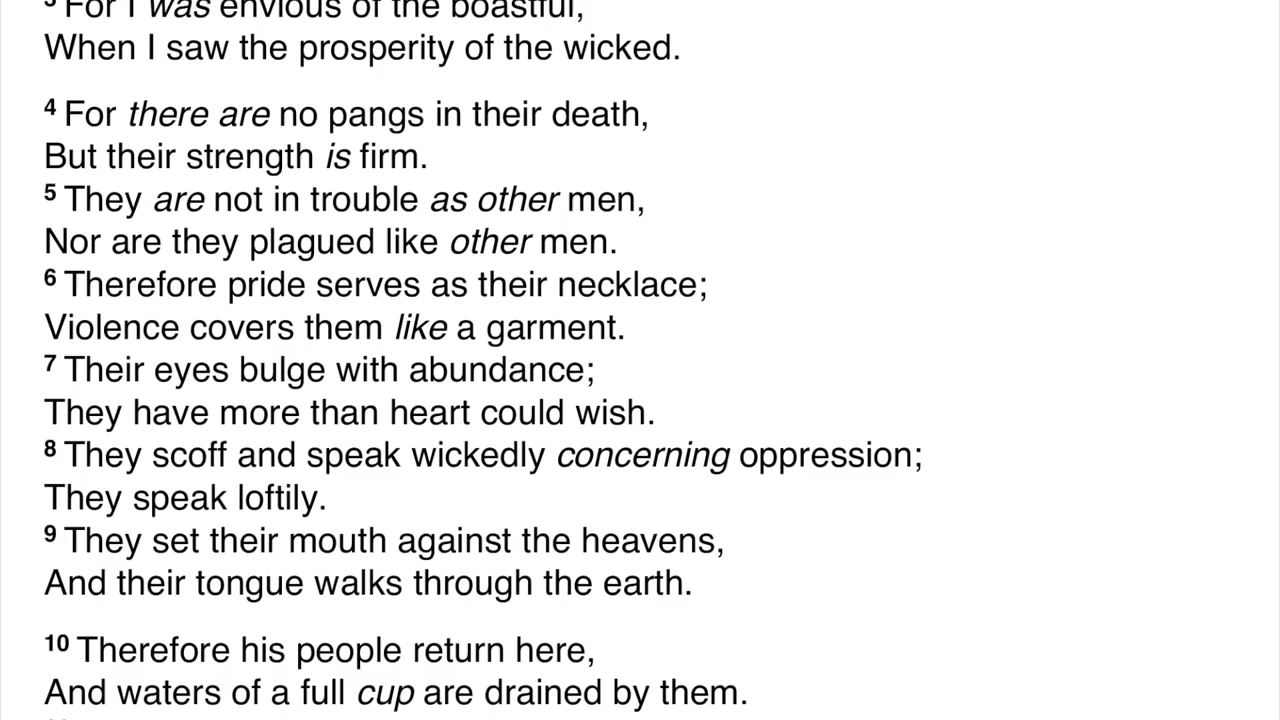 3 For I was envious of the boastful,
When I saw the prosperity of the wicked.
4 For there are no pangs in their death,
But their strength is firm.
5 They are not in trouble as other men,
Nor are they plagued like other men.
6 Therefore pride serves as their necklace;
Violence covers them like a garment.
7 Their eyes bulge with abundance;
They have more than heart could wish.
8 They scoff and speak wickedly concerning oppression;
They speak loftily.
9 They set their mouth against the heavens,
And their tongue walks through the earth.
10 Therefore his people return here,
And waters of a full cup are drained by them.